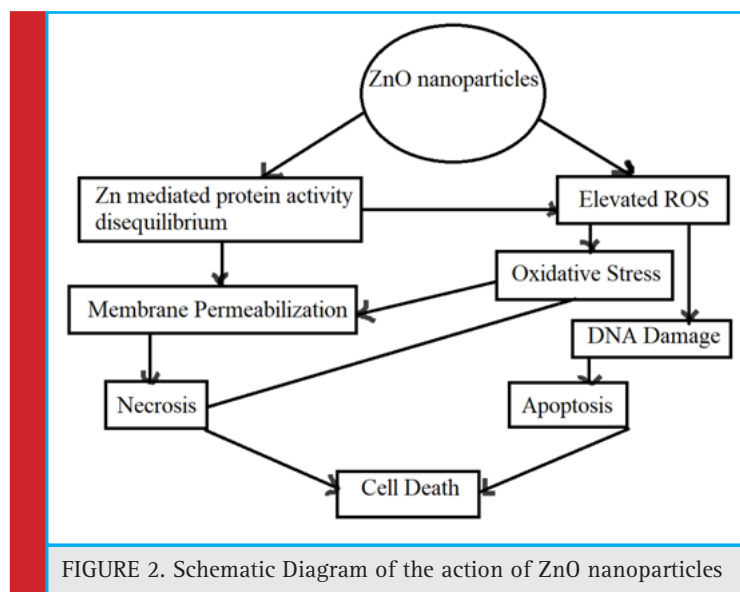 ZnO nanoparticles
Zn mediated protein activity
disequilibrium
Elevated ROS
Oxidative Stress
Membrane Permeabilization
DNA Damage
Necrosis
Apoptosis
Cell Death
FIGURE 2. Schematic Diagram of the action of ZnO nanoparticles